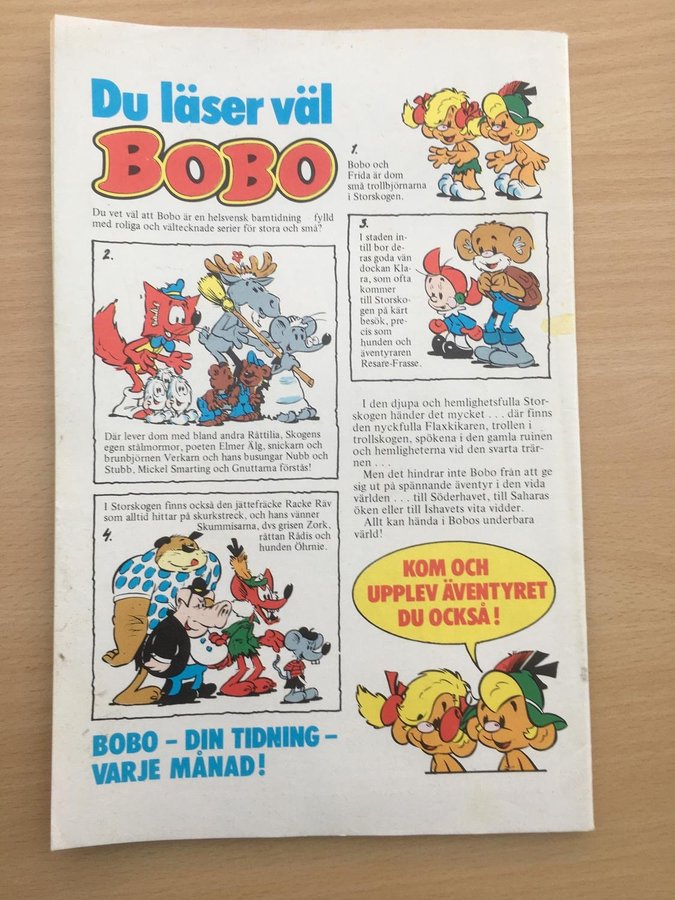 Du läser väl
BOBO
Du vet väl att Bobo är en helsvensk barntidning fylld
med roliga och vältecknade serier för stora och små?
1.
Bobo och
Frida är dom
små trollbjörnarna
i Storskogen.
2.
Där lever dom med bland andra Råttilia, Skogens
egen stålmormor, poeten Elmer Älg, snickarn och
brunbjörnen Verkarn och hans busungar Nubb och
Stubb, Mickel Smarting och Gnuttarna förstås!
3.
I staden in-
till bor de-
ras goda vän
dockan Kla-
ra, som ofta
kommer
till Storsko-
gen på kärt
besök, pre-
cis som
hunden och
äventyraren
Resare-Frasse.
I Storskogen finns också den jättefräcke Racke Räv
som alltid hittar på skurkstreck, och hans vänner
Skummisarna, dvs grisen Zork,
råttan Rädis och
hunden Öhrnie.
4.
I den djupa och hemlighetsfulla Stor-
skogen händer det mycket . . . där finns
den nyckfulla Flaxkikaren, trollen i
trollskogen, spökena i den gamla ruinen
och hemligheterna vid den svarta trär-
nen . . .
Men det hindrar inte Bobo från att ge
sig ut på spännande äventyr i den vida
världen . . . till Söderhavet, till Saharas
öken eller till Ishavets vita vidder.
Allt kan hända i Bobos underbara
värld!
KOM OCH
UPPLEV ÄVENTYRET
DU OCKSÅ!
BOBO – DIN TIDNING –
VARJE MÅNAD!